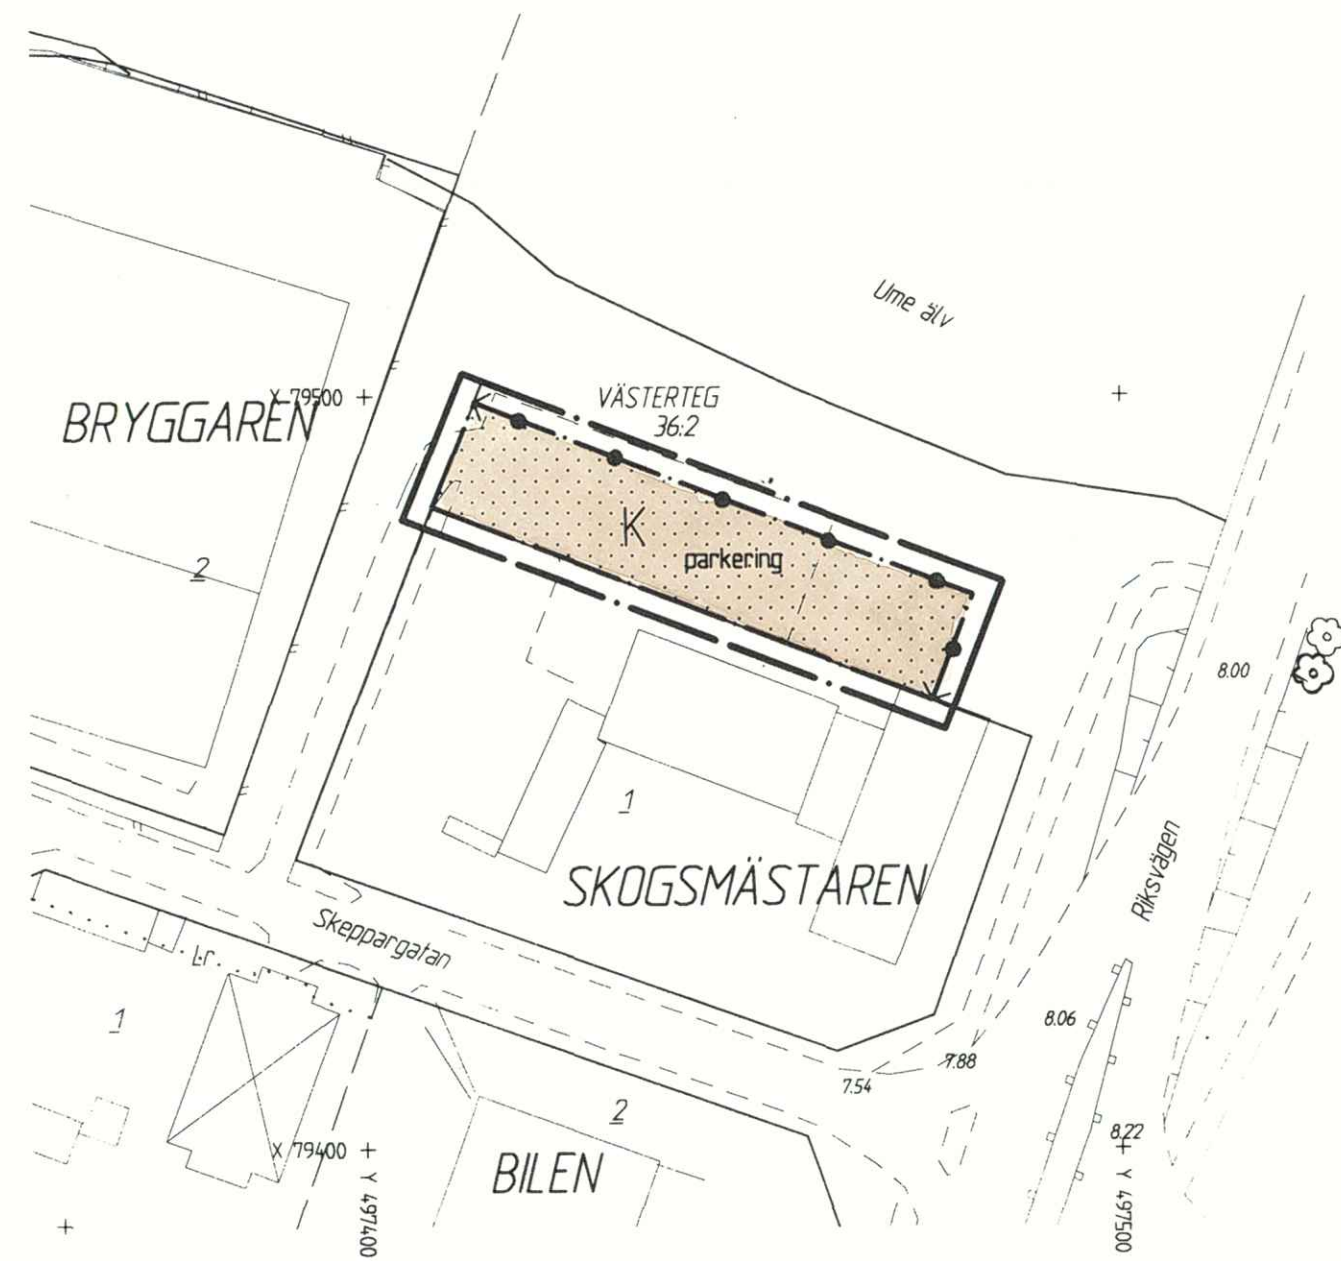 Ume älv
VÄSTERTEG
36:2
X 79500
BRYGGAREN
K
parkering
2
8.00
1
SKOGSMÄSTAREN
Riksvägen
Skeppargatan
Lr.
1
8.06
7.88
7.54
2
8.22
X 79400
BILEN
Y 497400
Y 497500